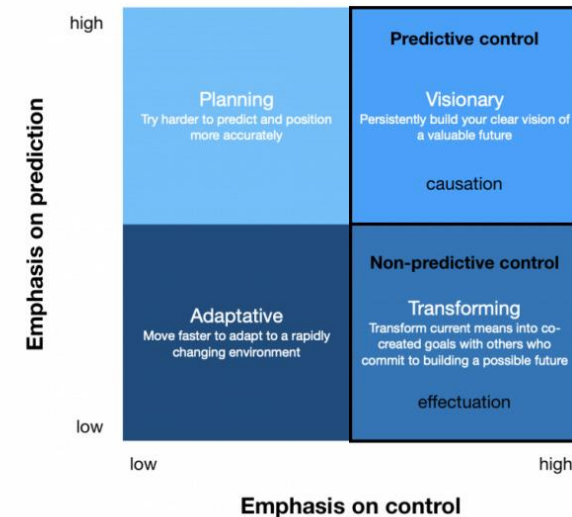 high
Predictive control
Planning
Try harder to predict and position
more accurately
Visionary
Persistently build your clear vision of
a valuable future
causation
Emphasis on prediction
Non-predictive control
Adaptative
Move faster to adapt to a rapidly
changing environment
Transforming
Transform current means into co-
created goals with others who
commit to building a possible future
effectuation
low
low
high
Emphasis on control